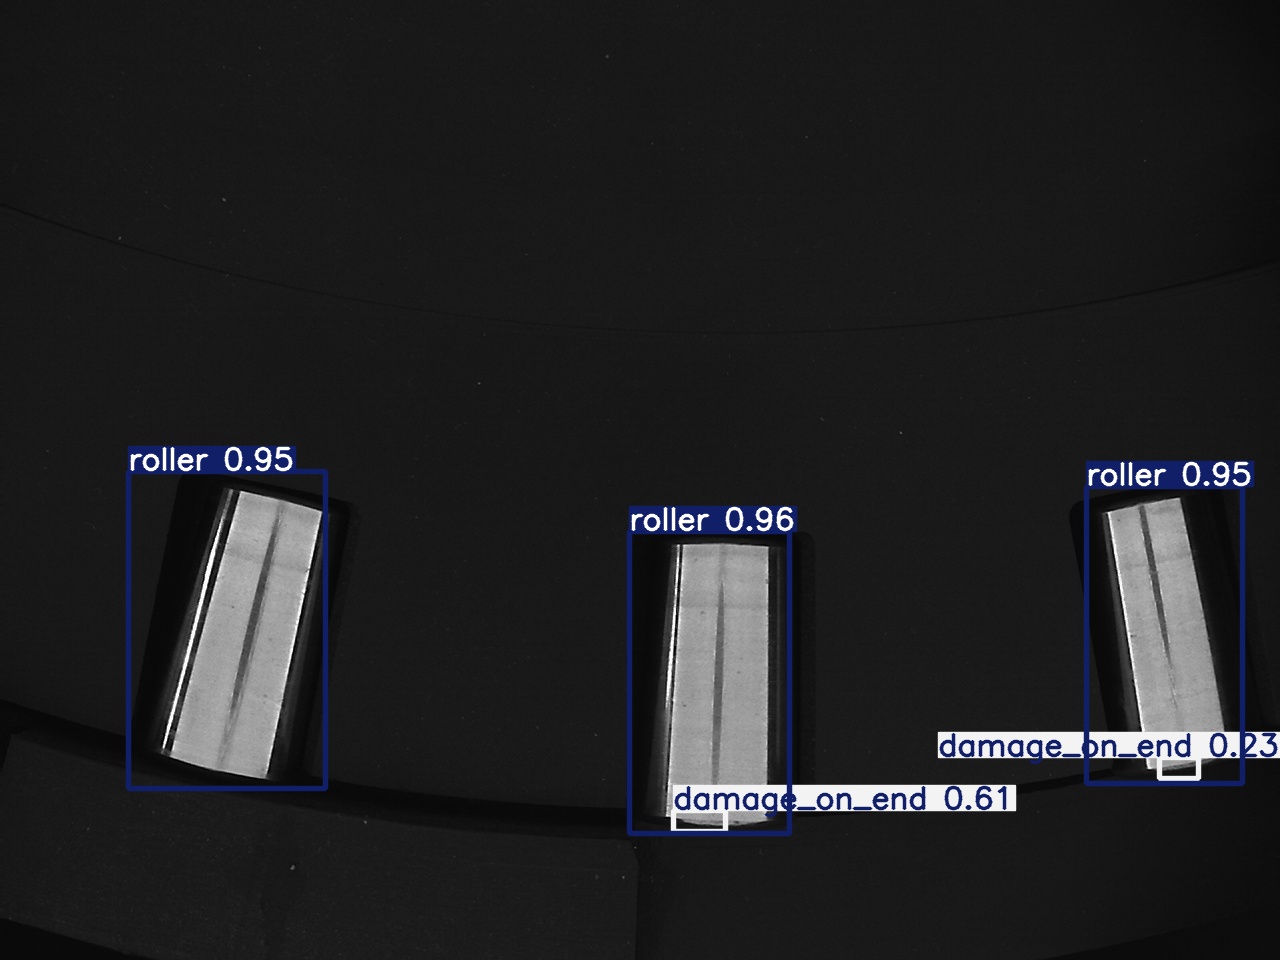 roller 0.95
roller 0.95
roller 0.96
damage_on_end 0.23
damage_on_end 0.61